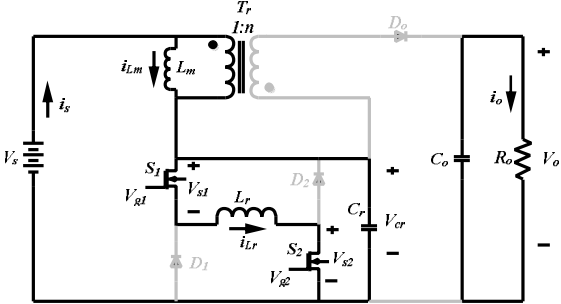 Tr
1:n
Do
iLm
Lm
is
io
Vs
S1
Vs1
Vg1
D2
Co
Ro
Vo
Lr
Cr
Vcr
iLr
S2
Vs2
Vg2
D1